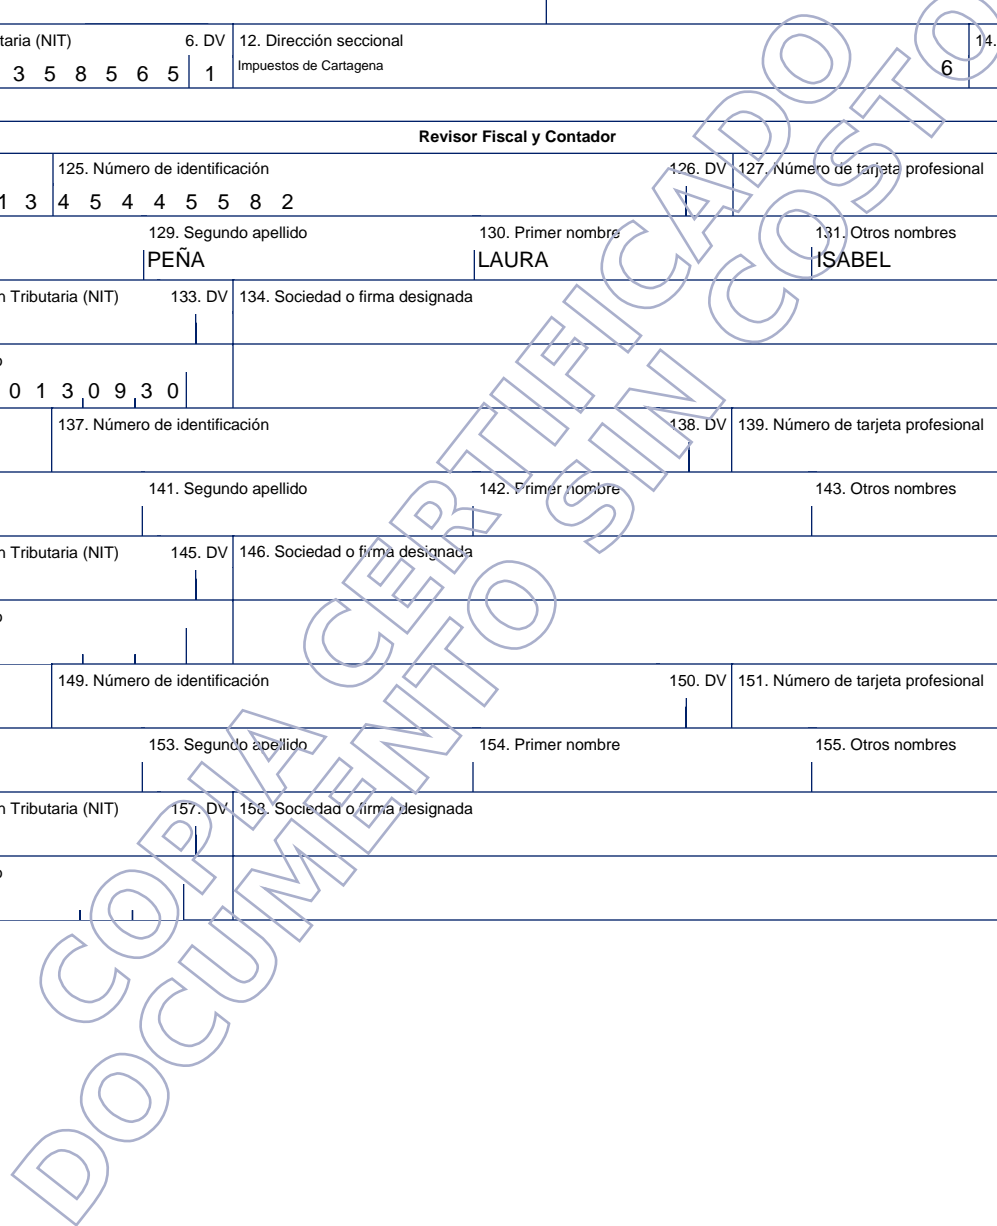 taria (NIT) 6. DV 12. Dirección seccional 14.
3 5 8 5 6 5 1 Impuestos de Cartagena 6
Revisor Fiscal y Contador
125. Número de identificación 126. DV 127. Número de tarjeta profesional
1 3 4 5 4 4 5 5 8 2
129. Segundo apellido 130. Primer nombre 131. Otros nombres
PEÑA LAURA ISABEL
n Tributaria (NIT) 133. DV 134. Sociedad o firma designada
o
0 1 3 0 9 3 0
137. Número de identificación 138. DV 139. Número de tarjeta profesional
141. Segundo apellido 142. Primer nombre 143. Otros nombres
n Tributaria (NIT) 145. DV 146. Sociedad o firma designada
o
149. Número de identificación 150. DV 151. Número de tarjeta profesional
153. Segundo apellido 154. Primer nombre 155. Otros nombres
n Tributaria (NIT) 157. DV 158. Sociedad o firma designada
o
COPIA CERTIFICADO
DOCUMENTO SIN COSTO